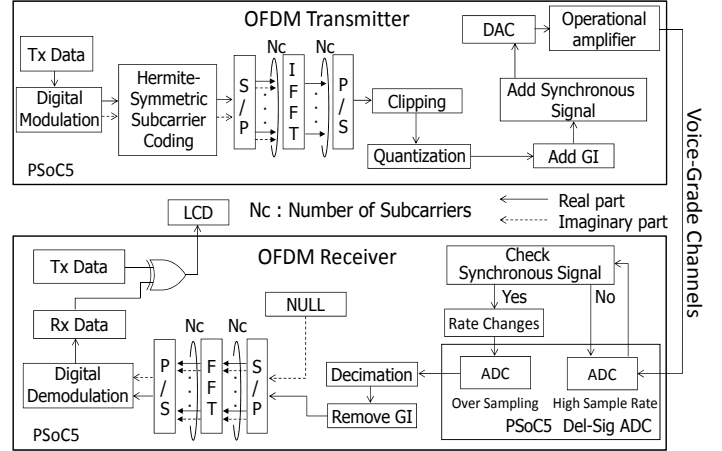 OFDM Transmitter
Tx Data
Digital
Modulation
Hermite-
Symmetric
Subcarrier
Coding
S/P
Nc
IFFT
Nc
P/S
Clipping
Quantization
Add GI
Add Synchronous
Signal
DAC
Operational
amplifier
PSoC5
Voice-Grade Channels
LCD
Nc : Number of Subcarriers
Real part
Imaginary part
OFDM Receiver
Tx Data
Rx Data
Digital
Demodulation
P/S
Nc
FFT
Nc
S/P
NULL
Decimation
Remove GI
Check
Synchronous Signal
Yes
No
Rate Changes
ADC
Over Sampling
ADC
High Sample Rate
PSoC5 Del-Sig ADC
PSoC5